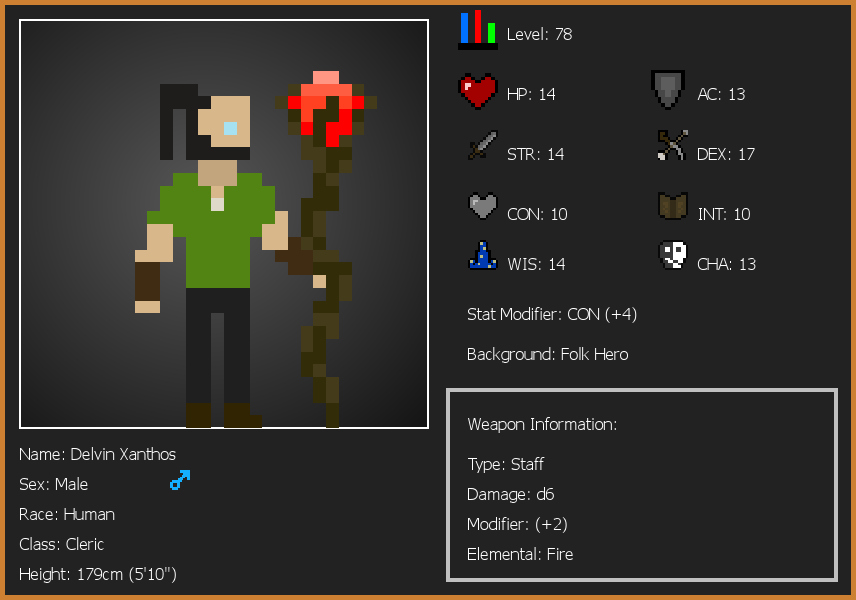 Level: 78
HP: 14
AC: 13
STR: 14
DEX: 17
CON: 10
INT: 10
WIS: 14
CHA: 13
Stat Modifier: CON (+4)
Background: Folk Hero
Weapon Information:
Type: Staff
Damage: d6
Modifier: (+2)
Elemental: Fire
Name: Delvin Xanthos
Sex: Male
Race: Human
Class: Cleric
Height: 179cm (5'10")